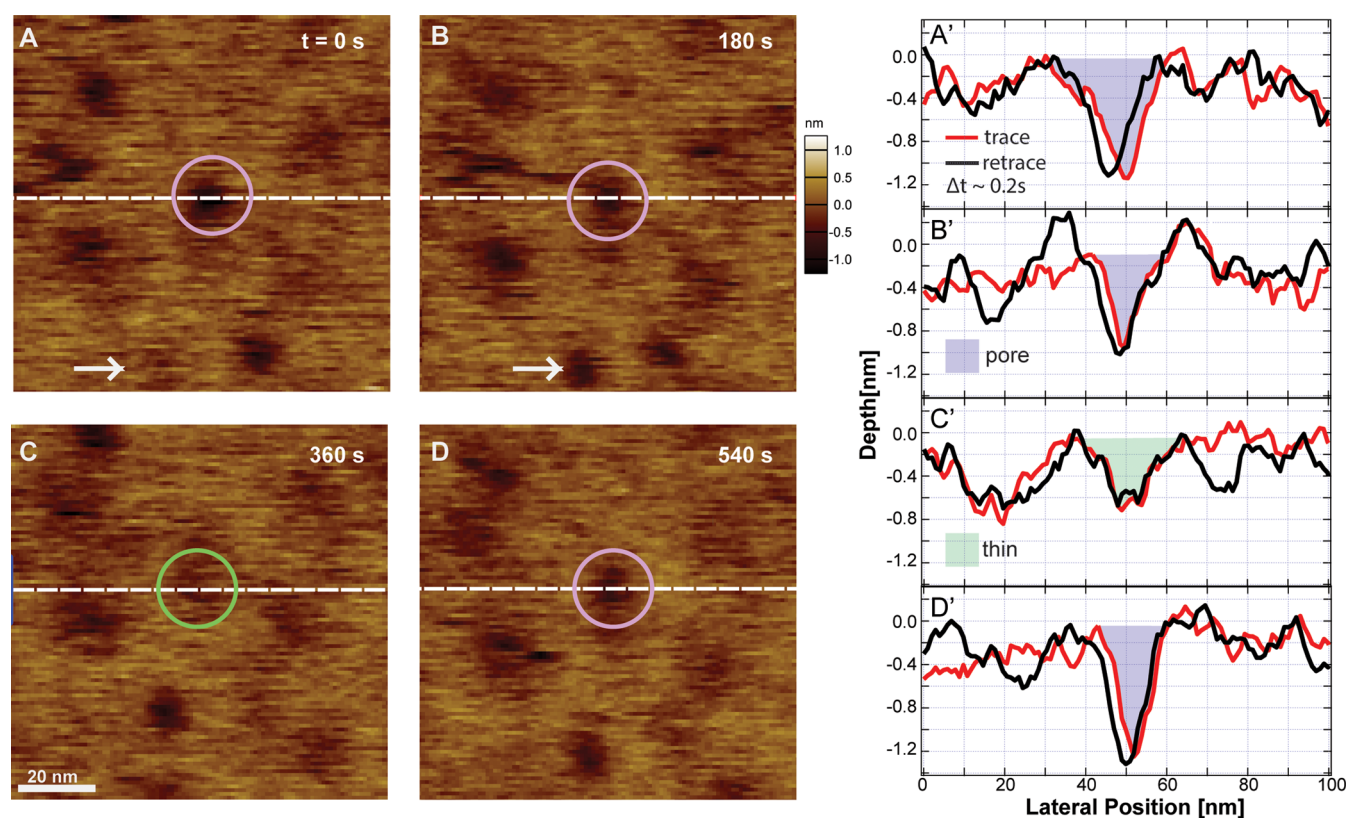 A
t = 0 s
B
180 s
nm
1.0
0.5
0.0
-0.5
-1.0
C
360 s
20 nm
D
540 s
A'
0.0
-0.4
-0.8
-1.2
trace
retrace
Δt ~ 0.2s
B'
0.0
-0.4
-0.8
-1.2
pore
C'
0.0
-0.4
-0.8
-1.2
thin
D'
0.0
-0.4
-0.8
-1.2
Depth[nm]
0 20 40 60 80 100
Lateral Position [nm]